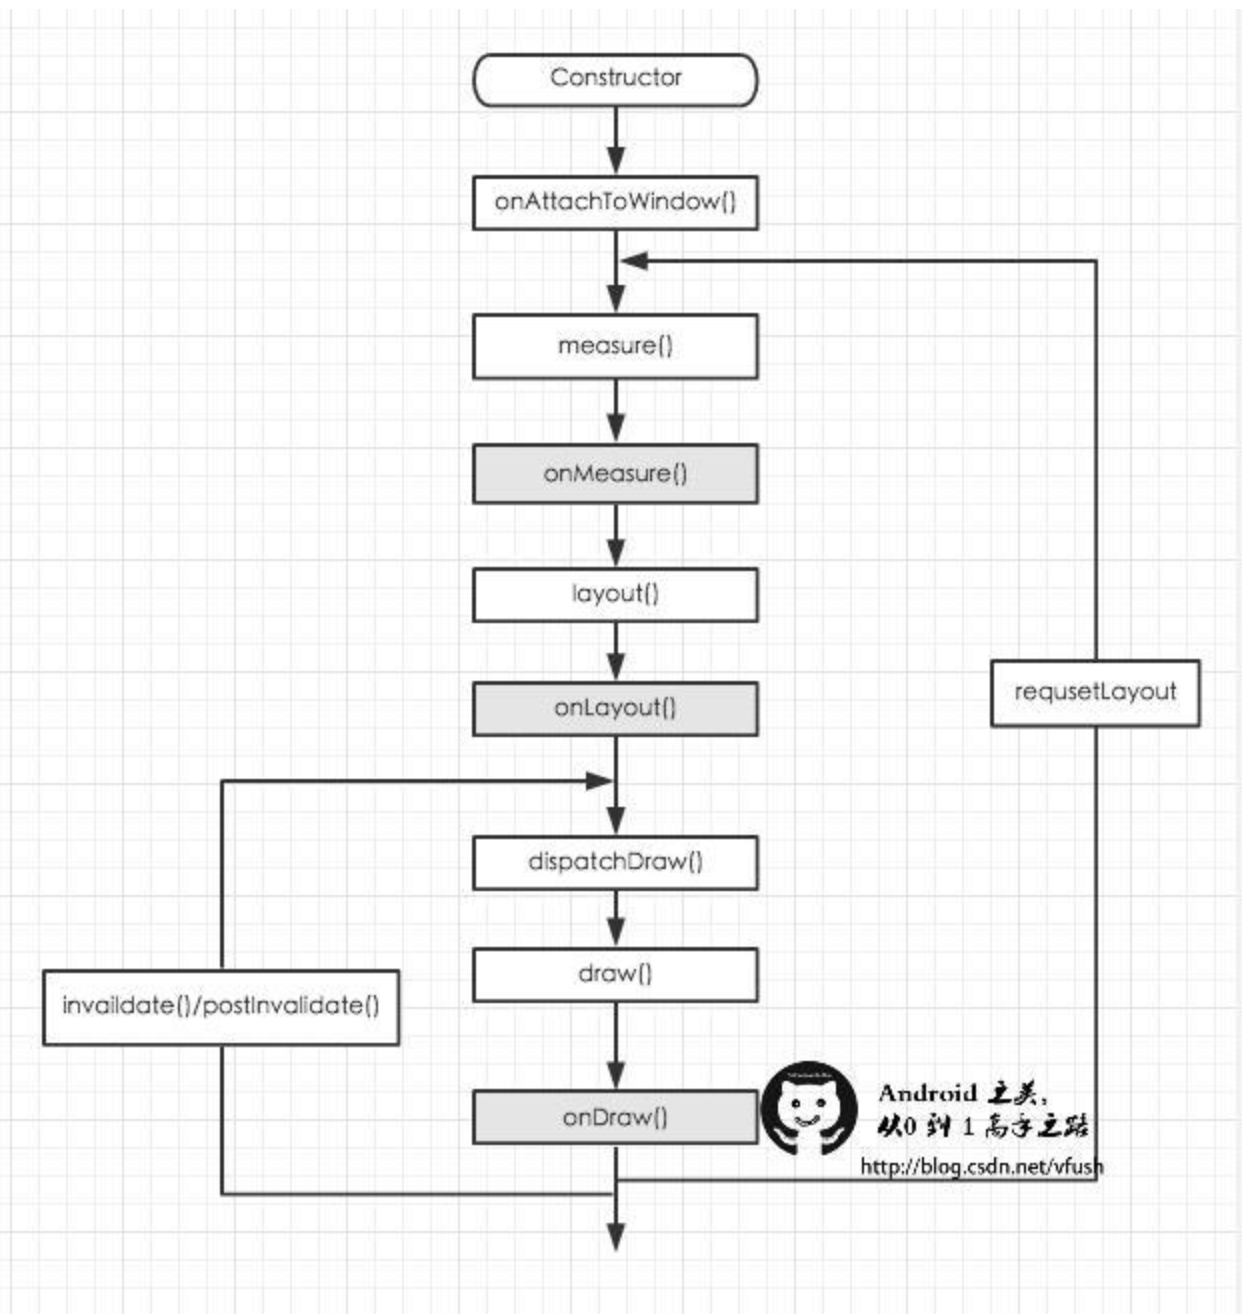 Constructor
onAttachToWindow()
measure()
onMeasure()
layout()
onLayout()
requsetLayout
dispatchDraw()
draw()
invaildate()/postInvalidate()
onDraw()
Android 之美,
从0 到 1 高手之路
http://blog.csdn.net/vfush